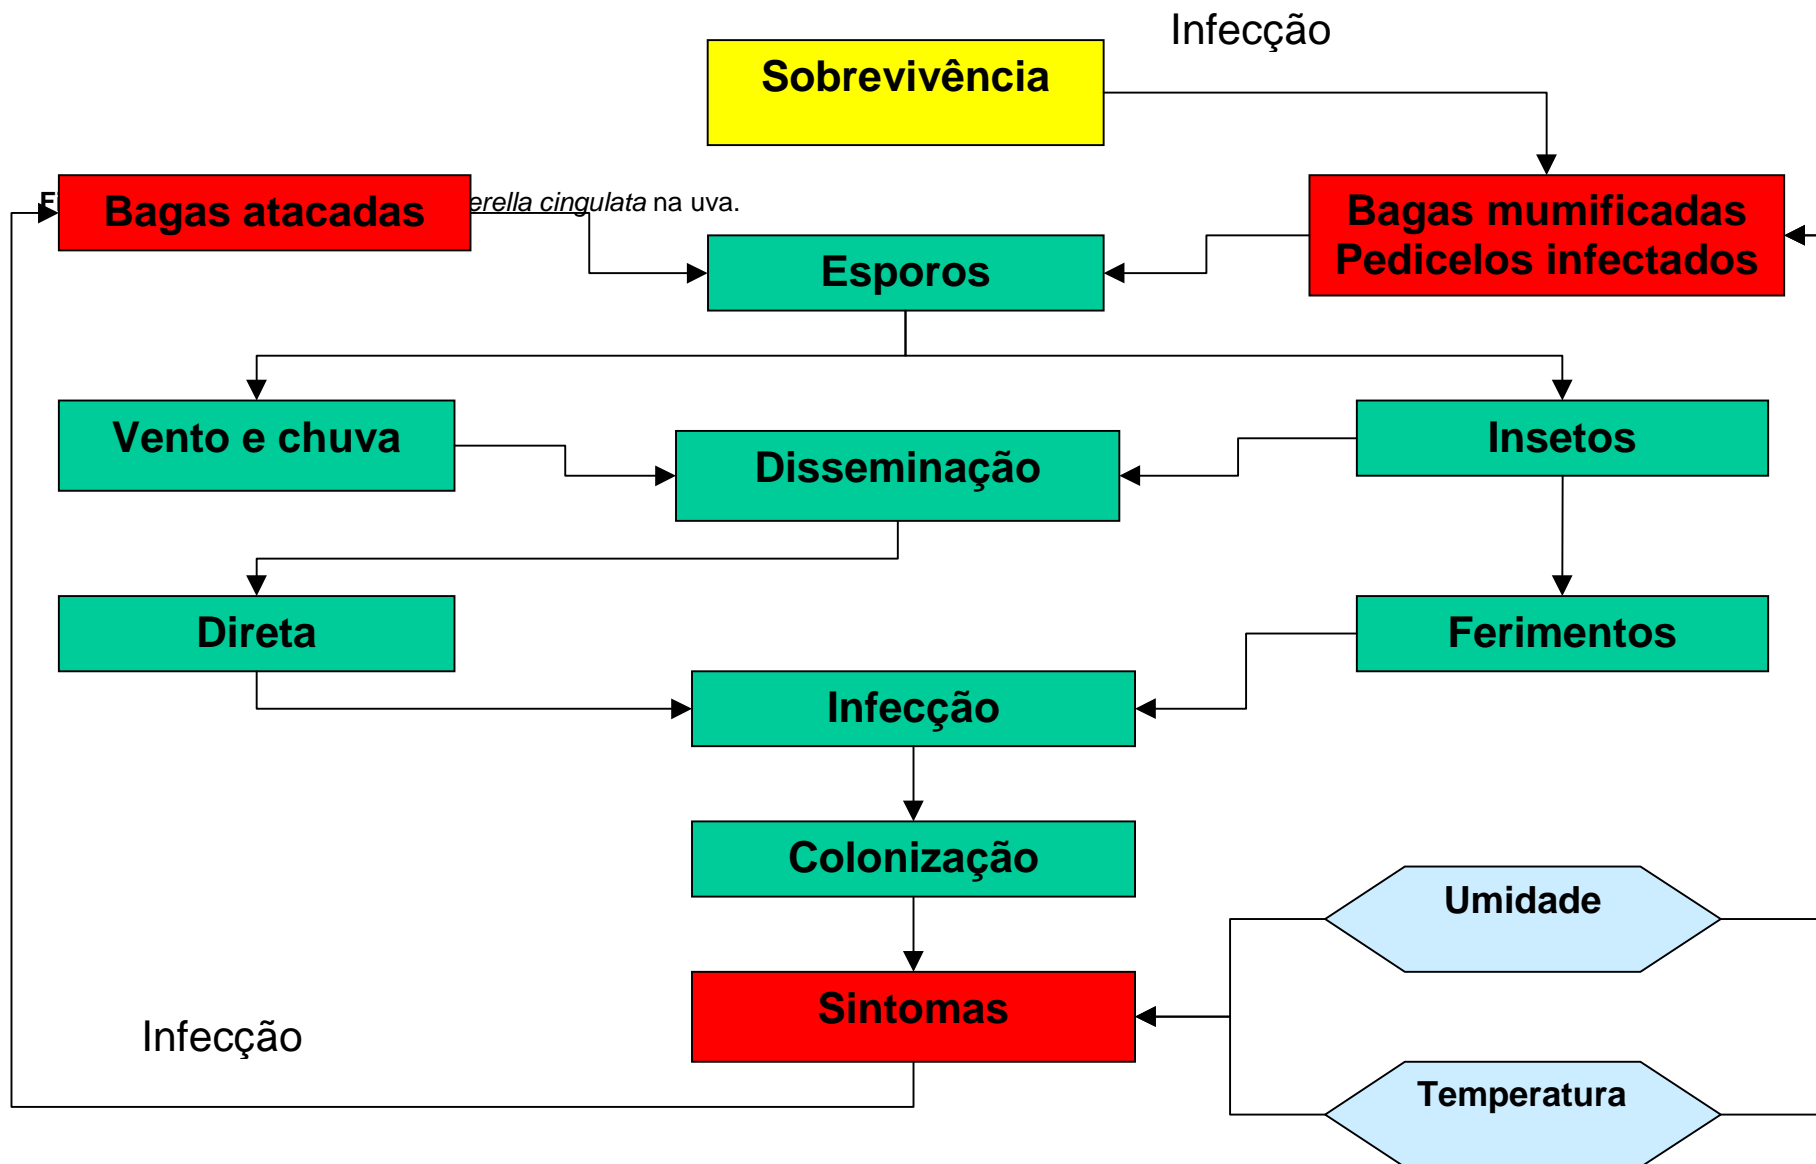 Infecção
Sobrevivência
Bagas atacadas
erella cingulata na uva.
Bagas mumificadas
Pedicelos infectados
Esporos
Vento e chuva
Disseminação
Insetos
Direta
Ferimentos
Infecção
Colonização
Umidade
Sintomas
Infecção
Temperatura